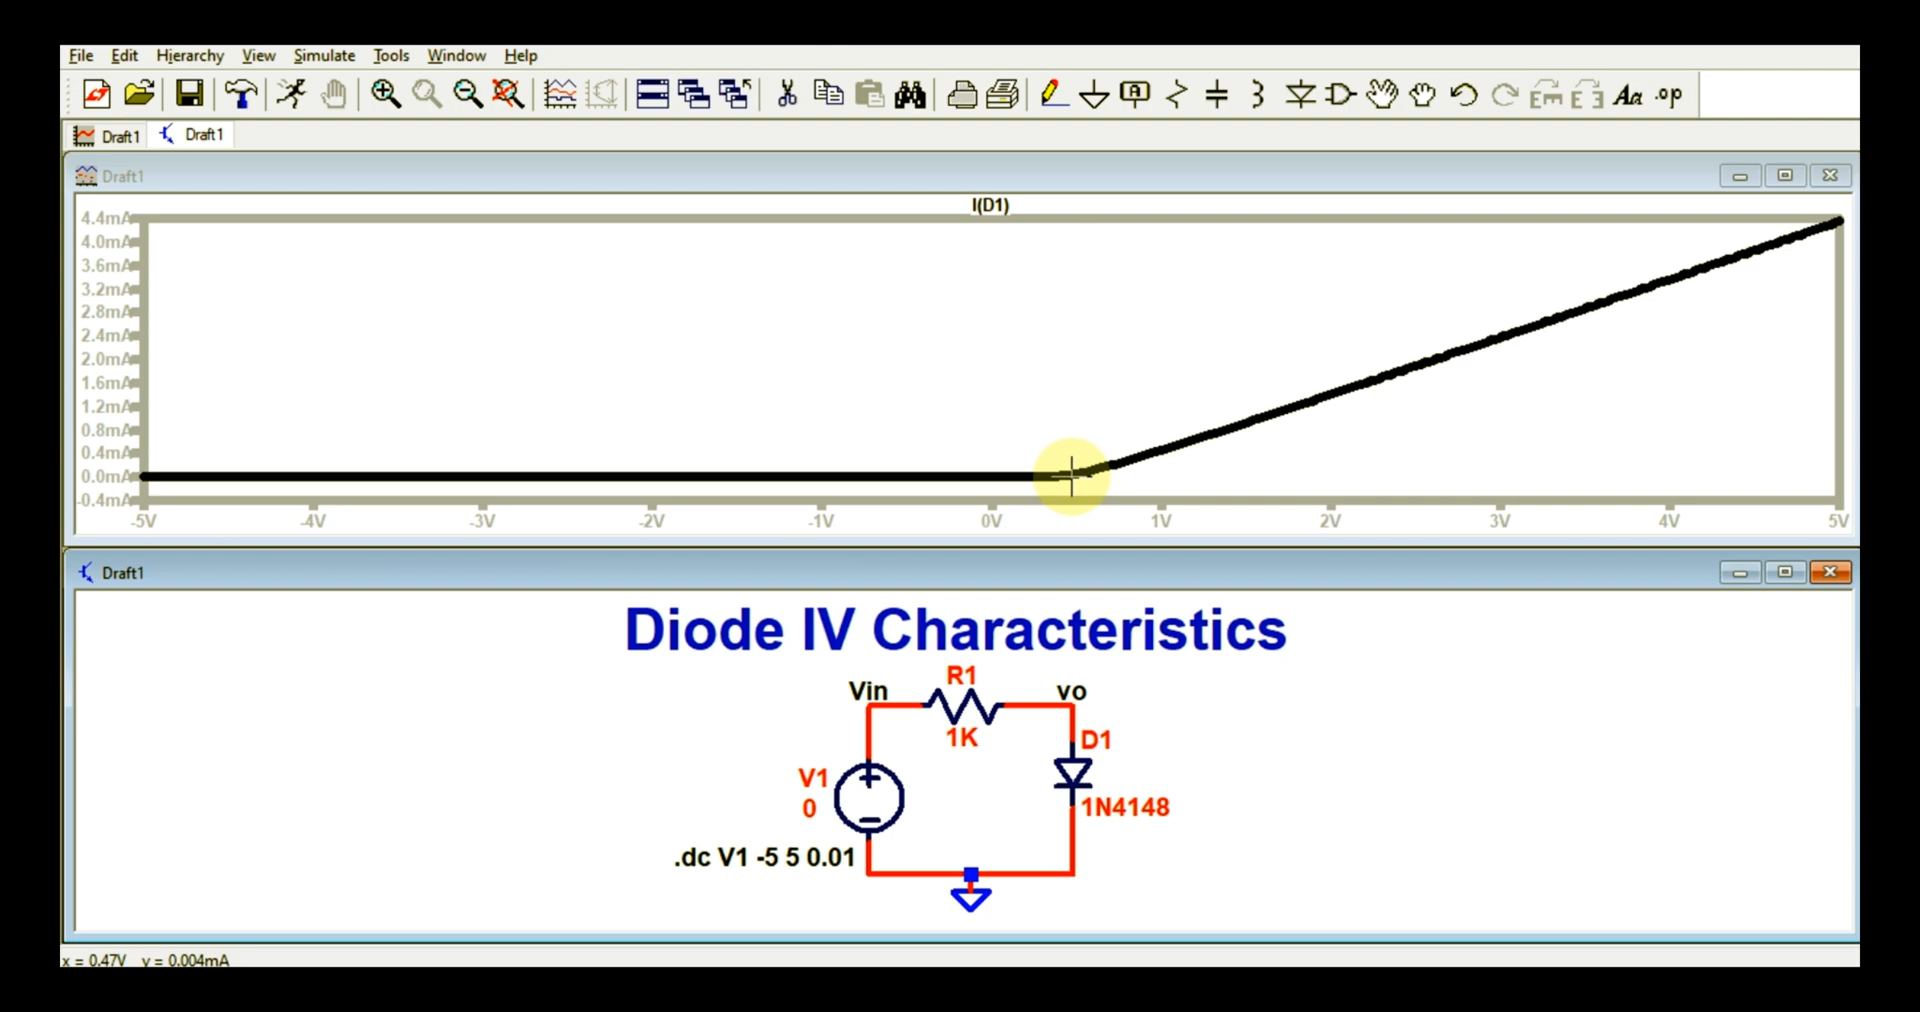 File Edit Hierarchy View Simulate Tools Window Help
A Aa .op
Draft1 Draft1
Draft1
I(D1)
4.4mA
4.0mA
3.6mA
3.2mA
2.8mA
2.4mA
2.0mA
1.6mA
1.2mA
0.8mA
0.4mA
0.0mA
-0.4mA
-5V -4V -3V -2V -1V 0V 1V 2V 3V 4V 5V
Draft1
Diode IV Characteristics
R1
Vin vo
1K D1
V1
0 1N4148
.dc V1 -5 5 0.01
x = 0.47V y = 0.004mA